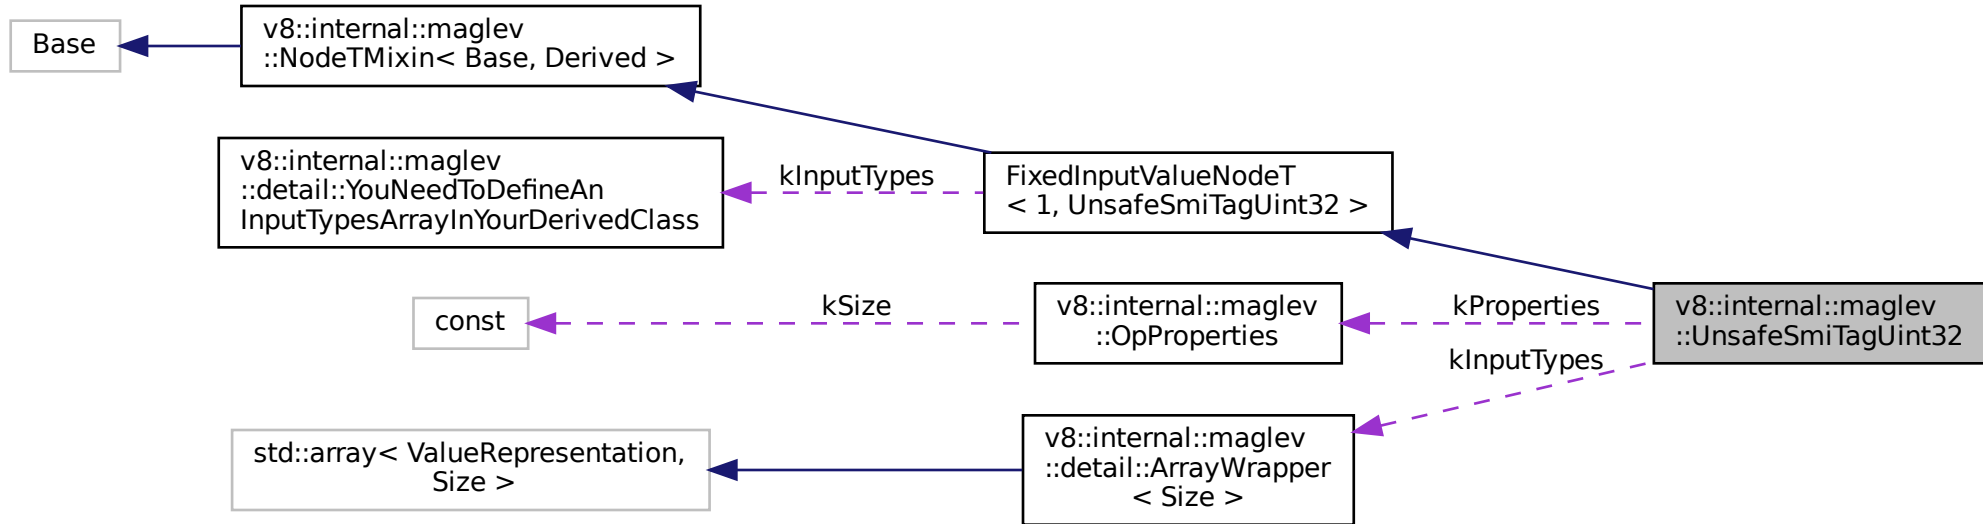 Base
v8::internal::maglev
::NodeTMixin< Base, Derived >
v8::internal::maglev
::detail::YouNeedToDefineAn
InputTypesArrayInYourDerivedClass
kInputTypes
FixedInputValueNodeT
< 1, UnsafeSmiTagUint32 >
const
kSize
v8::internal::maglev
::OpProperties
kProperties
v8::internal::maglev
::UnsafeSmiTagUint32
kInputTypes
std::array< ValueRepresentation,
Size >
v8::internal::maglev
::detail::ArrayWrapper
< Size >